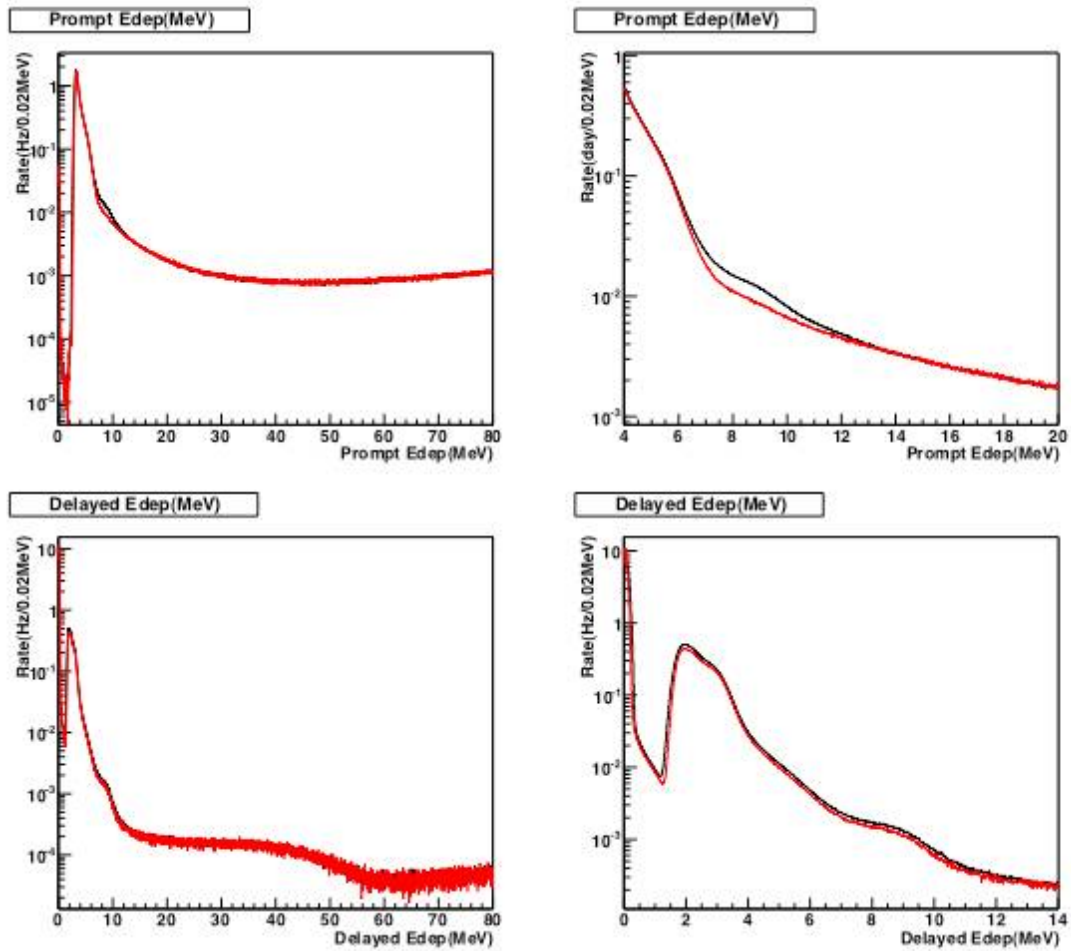 Prompt Edep(MeV)
Rate(Hz/0.02MeV)
1
10-1
10-2
10-3
10-4
10-5
0 10 20 30 40 50 60 70 80
Prompt Edep(MeV)
Prompt Edep(MeV)
Rate(day/0.02MeV)
1
10-1
10-2
10-3
4 6 8 10 12 14 16 18 20
Prompt Edep(MeV)
Delayed Edep(MeV)
Rate(Hz/0.02MeV)
10
1
10-1
10-2
10-3
10-4
0 10 20 30 40 50 60 70 80
Delayed Edep(MeV)
Delayed Edep(MeV)
Rate(Hz/0.02MeV)
10
1
10-1
10-2
10-3
0 2 4 6 8 10 12 14
Delayed Edep(MeV)